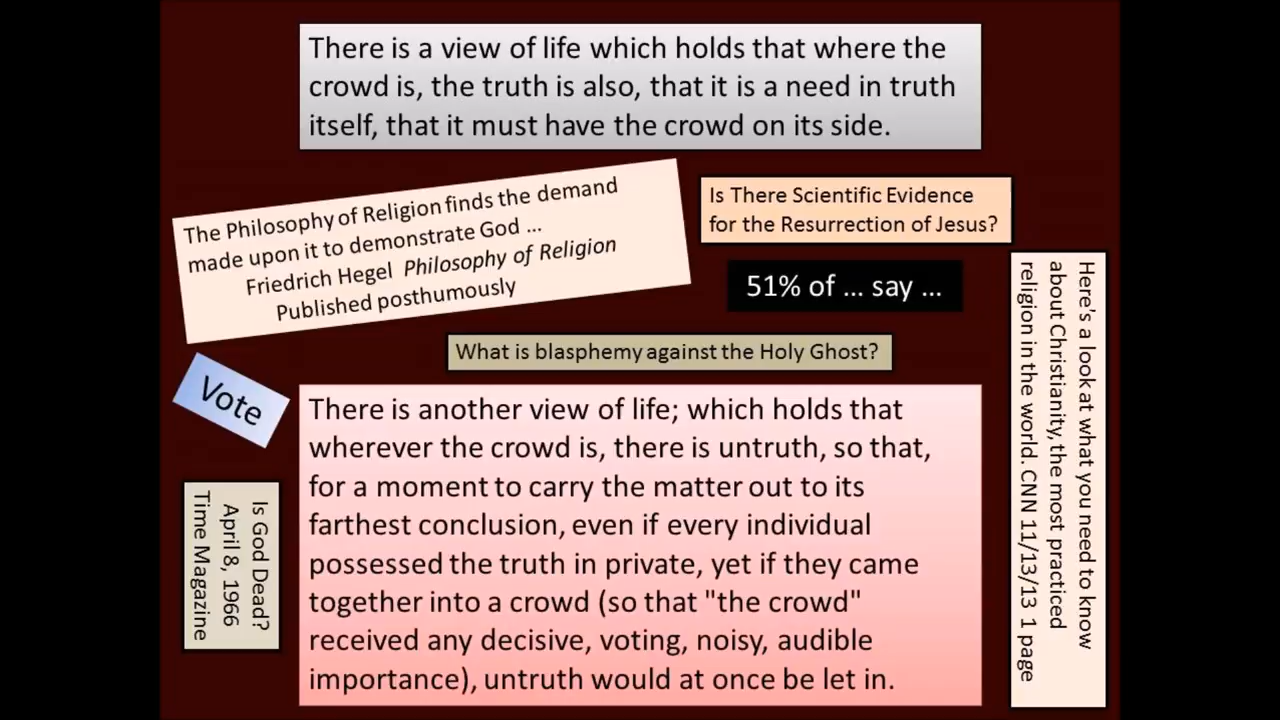 There is a view of life which holds that where the
crowd is, the truth is also, that it is a need in truth
itself, that it must have the crowd on its side.
The Philosophy of Religion finds the demand
made upon it to demonstrate God ...
Friedrich Hegel Philosophy of Religion
Published posthumously
Is There Scientific Evidence
for the Resurrection of Jesus?
51% of ... say ...
Here's a look at what you need to know
about Christianity, the most practiced
religion in the world. CNN 11/13/13 1 page
What is blasphemy against the Holy Ghost?
Vote
Is God Dead?
April 8, 1966
Time Magazine
There is another view of life; which holds that
wherever the crowd is, there is untruth, so that,
for a moment to carry the matter out to its
farthest conclusion, even if every individual
possessed the truth in private, yet if they came
together into a crowd (so that "the crowd"
received any decisive, voting, noisy, audible
importance), untruth would at once be let in.